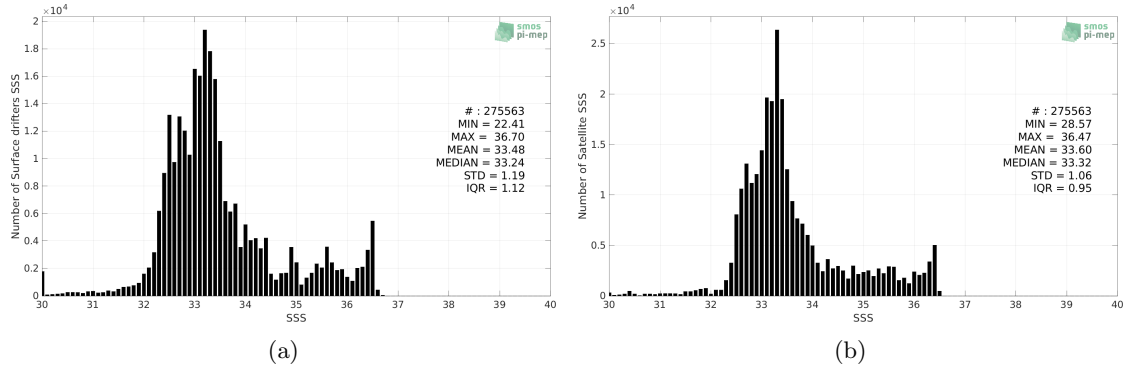 ×10⁴
2
1.8
1.6
1.4
1.2
1
0.8
0.6
0.4
0.2
0
Number of Surface drifters SSS
smos
pi-mep
# : 275563
MIN = 22.41
MAX = 36.70
MEAN = 33.48
MEDIAN = 33.24
STD = 1.19
IQR = 1.12
30 31 32 33 34 35 36 37 38 39 40
SSS
(a)
×10⁴
2.5
2
1.5
1
0.5
0
Number of Satellite SSS
smos
pi-mep
# : 275563
MIN = 28.57
MAX = 36.47
MEAN = 33.60
MEDIAN = 33.32
STD = 1.06
IQR = 0.95
30 31 32 33 34 35 36 37 38 39 40
SSS
(b)